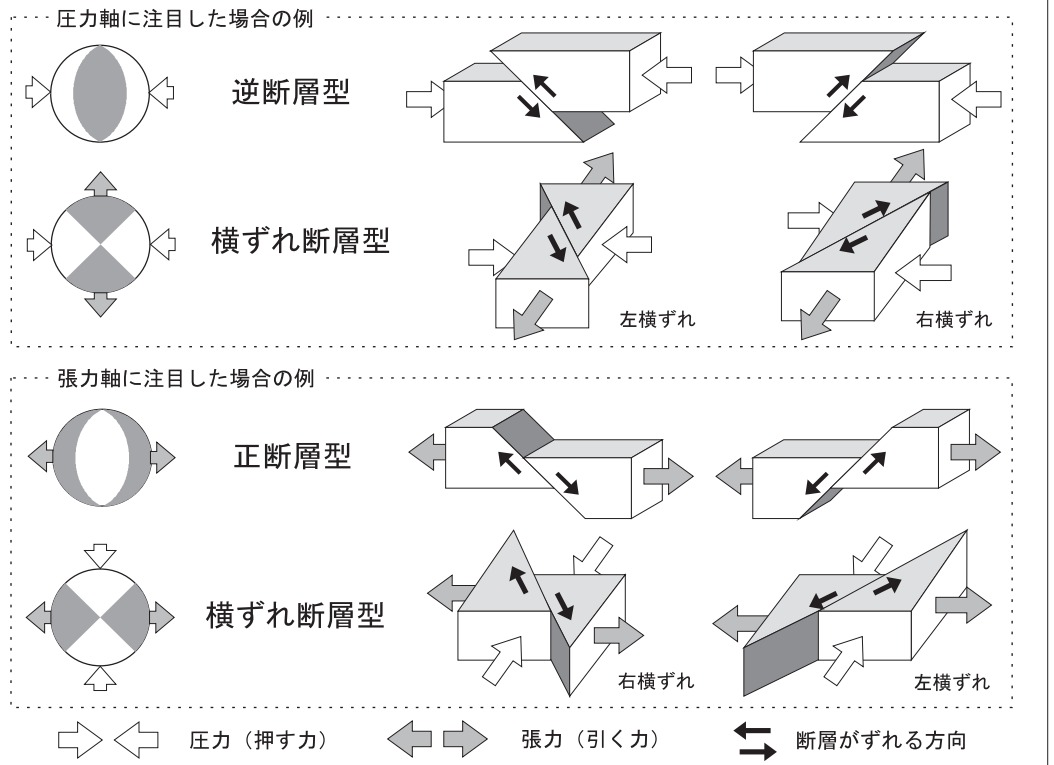 圧力軸に注目した場合の例
逆断層型
横ずれ断層型
左横ずれ
右横ずれ
張力軸に注目した場合の例
正断層型
横ずれ断層型
右横ずれ
左横ずれ
圧力（押す力）
張力（引く力）
断層がずれる方向